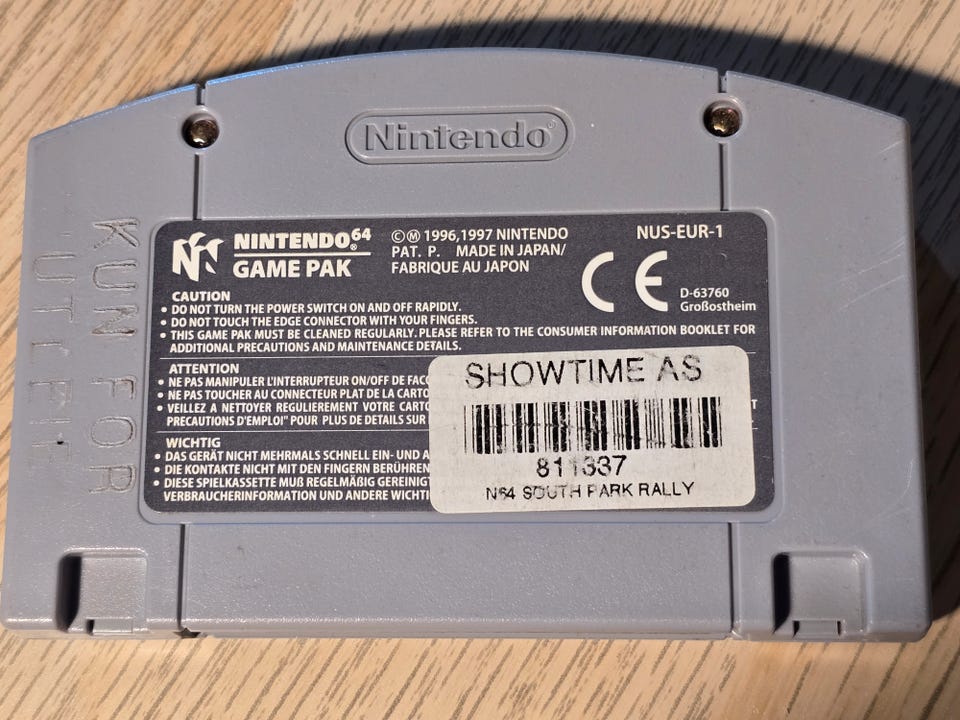 Nintendo®
NINTENDO64®
GAME PAK
©Ⓜ 1996,1997 NINTENDO
PAT. P. MADE IN JAPAN/
FABRIQUE AU JAPON
NUS-EUR-1
CE
D-63760
Großostheim
CAUTION
• DO NOT TURN THE POWER SWITCH ON AND OFF RAPIDLY.
• DO NOT TOUCH THE EDGE CONNECTOR WITH YOUR FINGERS.
• THIS GAME PAK MUST BE CLEANED REGULARLY. PLEASE REFER TO THE CONSUMER INFORMATION BOOKLET FOR
ADDITIONAL PRECAUTIONS AND MAINTENANCE DETAILS.
ATTENTION
• NE PAS MANIPULER L'INTERRUPTEUR ON/OFF DE
• NE PAS TOUCHER AU CONNECTEUR PLAT DE LA
• VEILLEZ A NETTOYER REGULIEREMENT VOTRE
PRECAUTIONS D'EMPLOI" POUR PLUS DE DETAILS SUR
WICHTIG
• DAS GERÄT NICHT MEHRMALS SCHNELL EIN- UND
• DIE KONTAKTE NICHT MIT DEN FINGERN BERÜHREN
• DIESE SPIELKASSETTE MUß REGELMÄßIG GEREINIGT
VERBRAUCHERINFORMATION UND ANDERE
SHOWTIME AS
811337
N64 SOUTH PARK RALLY
KUN FOR